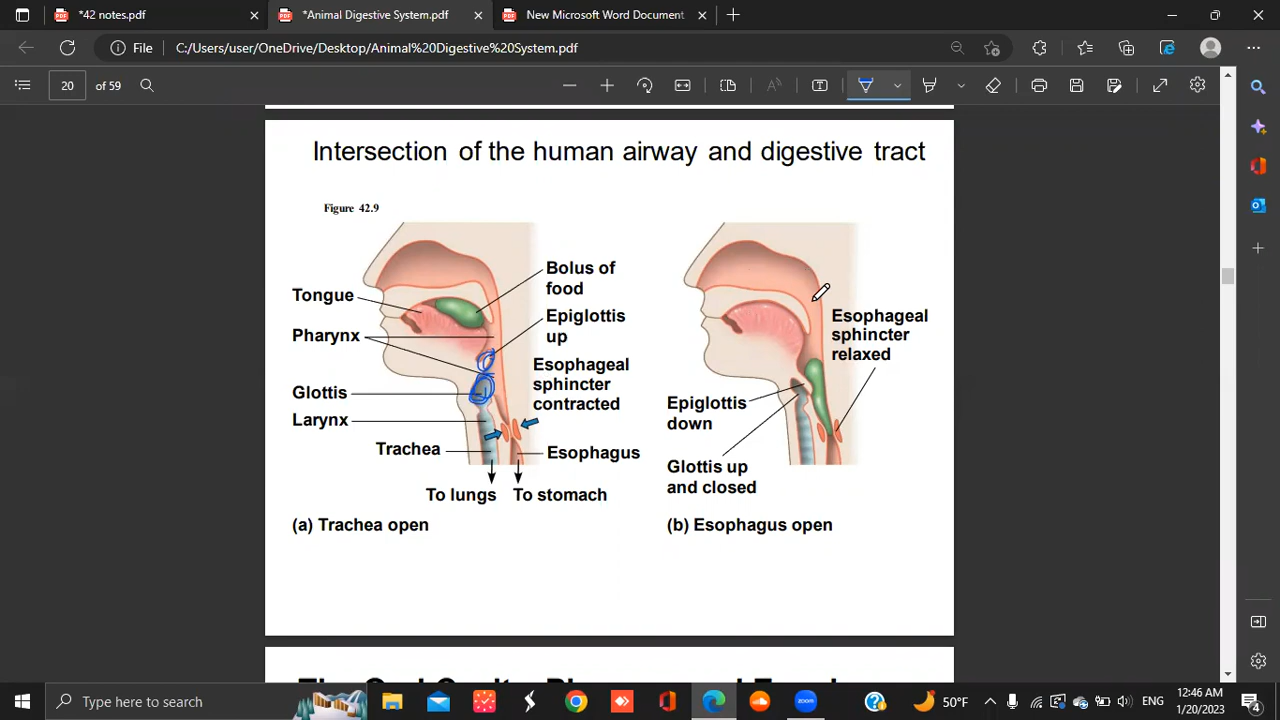 *42 notes.pdf
*Animal Digestive System.pdf
New Microsoft Word Document
File
C:/Users/user/OneDrive/Desktop/Animal%20Digestive%20System.pdf
20
of 59
Intersection of the human airway and digestive tract
Figure 42.9
Tongue
Pharynx
Glottis
Larynx
Trachea
Bolus of
food
Epiglottis
up
Esophageal
sphincter
contracted
Esophagus
To lungs
To stomach
(a) Trachea open
Esophageal
sphincter
relaxed
Epiglottis
down
Glottis up
and closed
(b) Esophagus open
Type here to search
zoom
50°F
ENG
12:46 AM
1/20/2023
4